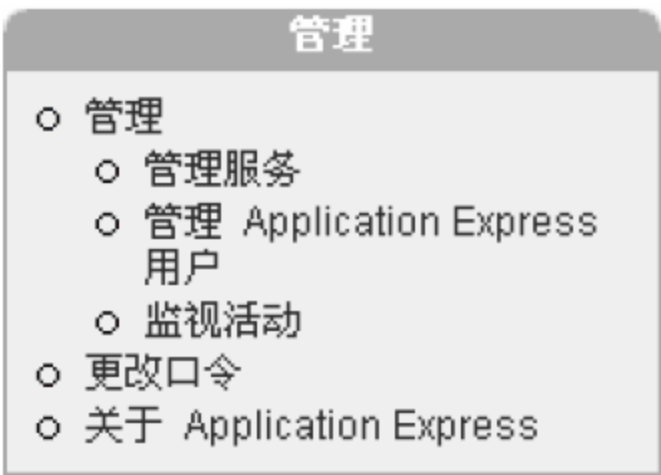 管理
管理
管理服务
管理 Application Express
用户
监视活动
更改口令
关于 Application Express